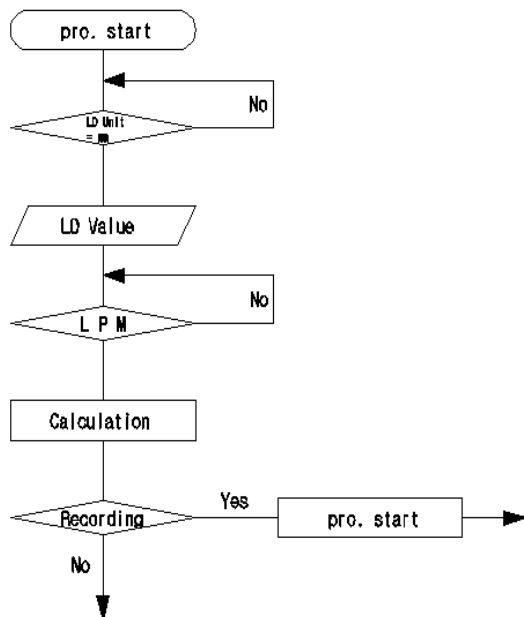 pro. start
No
LD Unit
=
LD Value
No
L P M
Calculation
Recording
Yes
pro. start
No